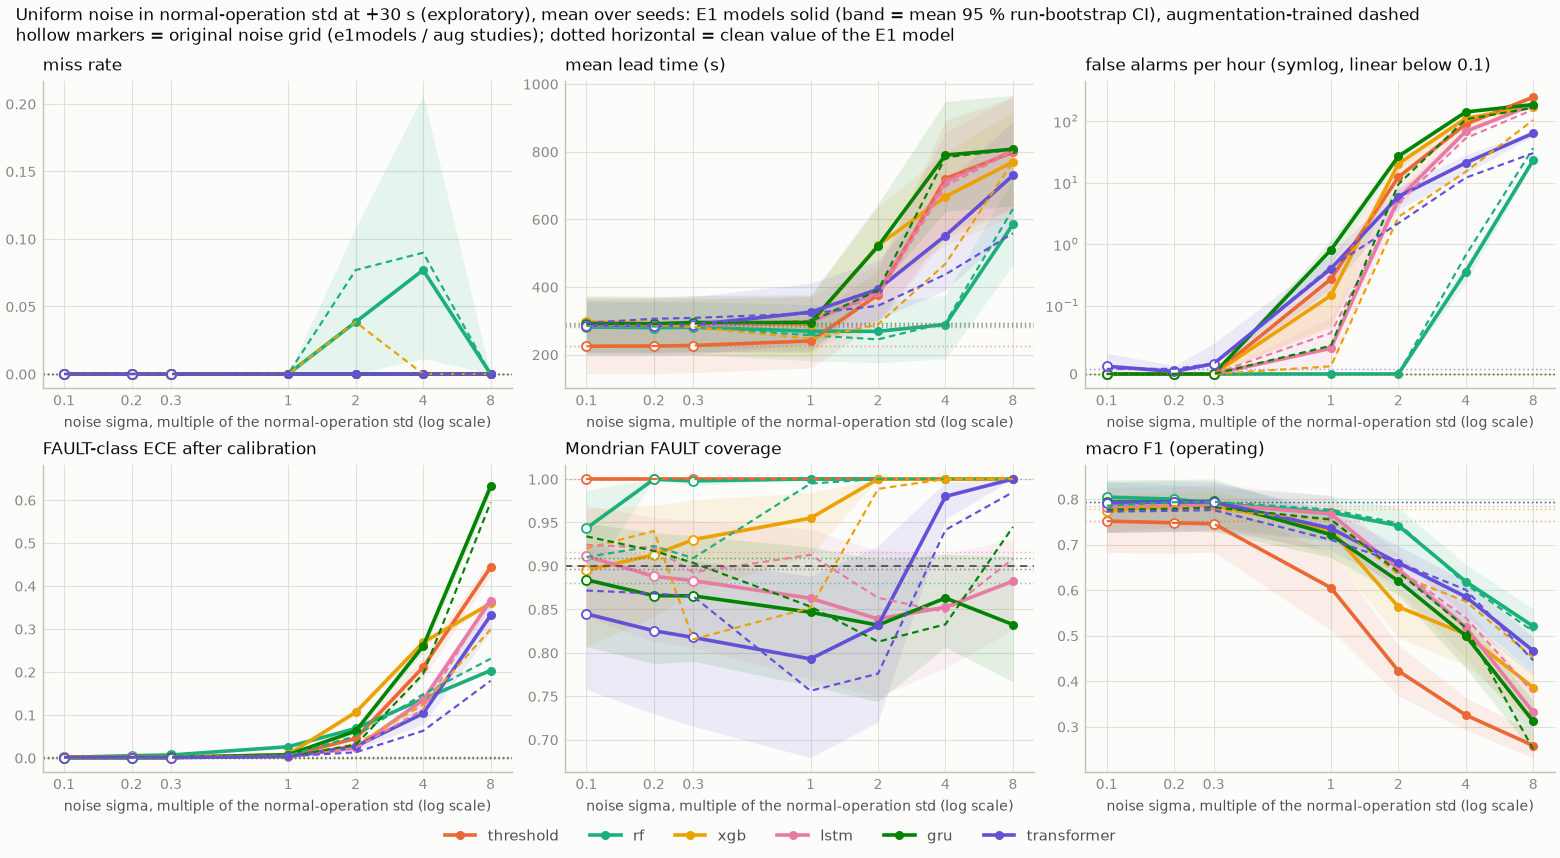 Uniform noise in normal-operation std at +30 s (exploratory), mean over seeds: E1 models solid (band = mean 95 % run-bootstrap CI), augmentation-trained dashed
hollow markers = original noise grid (e1models / aug studies); dotted horizontal = clean value of the E1 model
miss rate
0.20
0.15
0.10
0.05
0.00
0.1 0.2 0.3 1 2 4 8
noise sigma, multiple of the normal-operation std (log scale)
mean lead time (s)
1000
800
600
400
200
0.1 0.2 0.3 1 2 4 8
noise sigma, multiple of the normal-operation std (log scale)
false alarms per hour (symlog, linear below 0.1)
10²
10¹
10⁰
10⁻¹
0
0.1 0.2 0.3 1 2 4 8
noise sigma, multiple of the normal-operation std (log scale)
FAULT-class ECE after calibration
0.6
0.5
0.4
0.3
0.2
0.1
0.0
0.1 0.2 0.3 1 2 4 8
noise sigma, multiple of the normal-operation std (log scale)
Mondrian FAULT coverage
1.00
0.95
0.90
0.85
0.80
0.75
0.70
0.1 0.2 0.3 1 2 4 8
noise sigma, multiple of the normal-operation std (log scale)
macro F1 (operating)
0.8
0.7
0.6
0.5
0.4
0.3
0.1 0.2 0.3 1 2 4 8
noise sigma, multiple of the normal-operation std (log scale)
threshold rf xgb lstm gru transformer